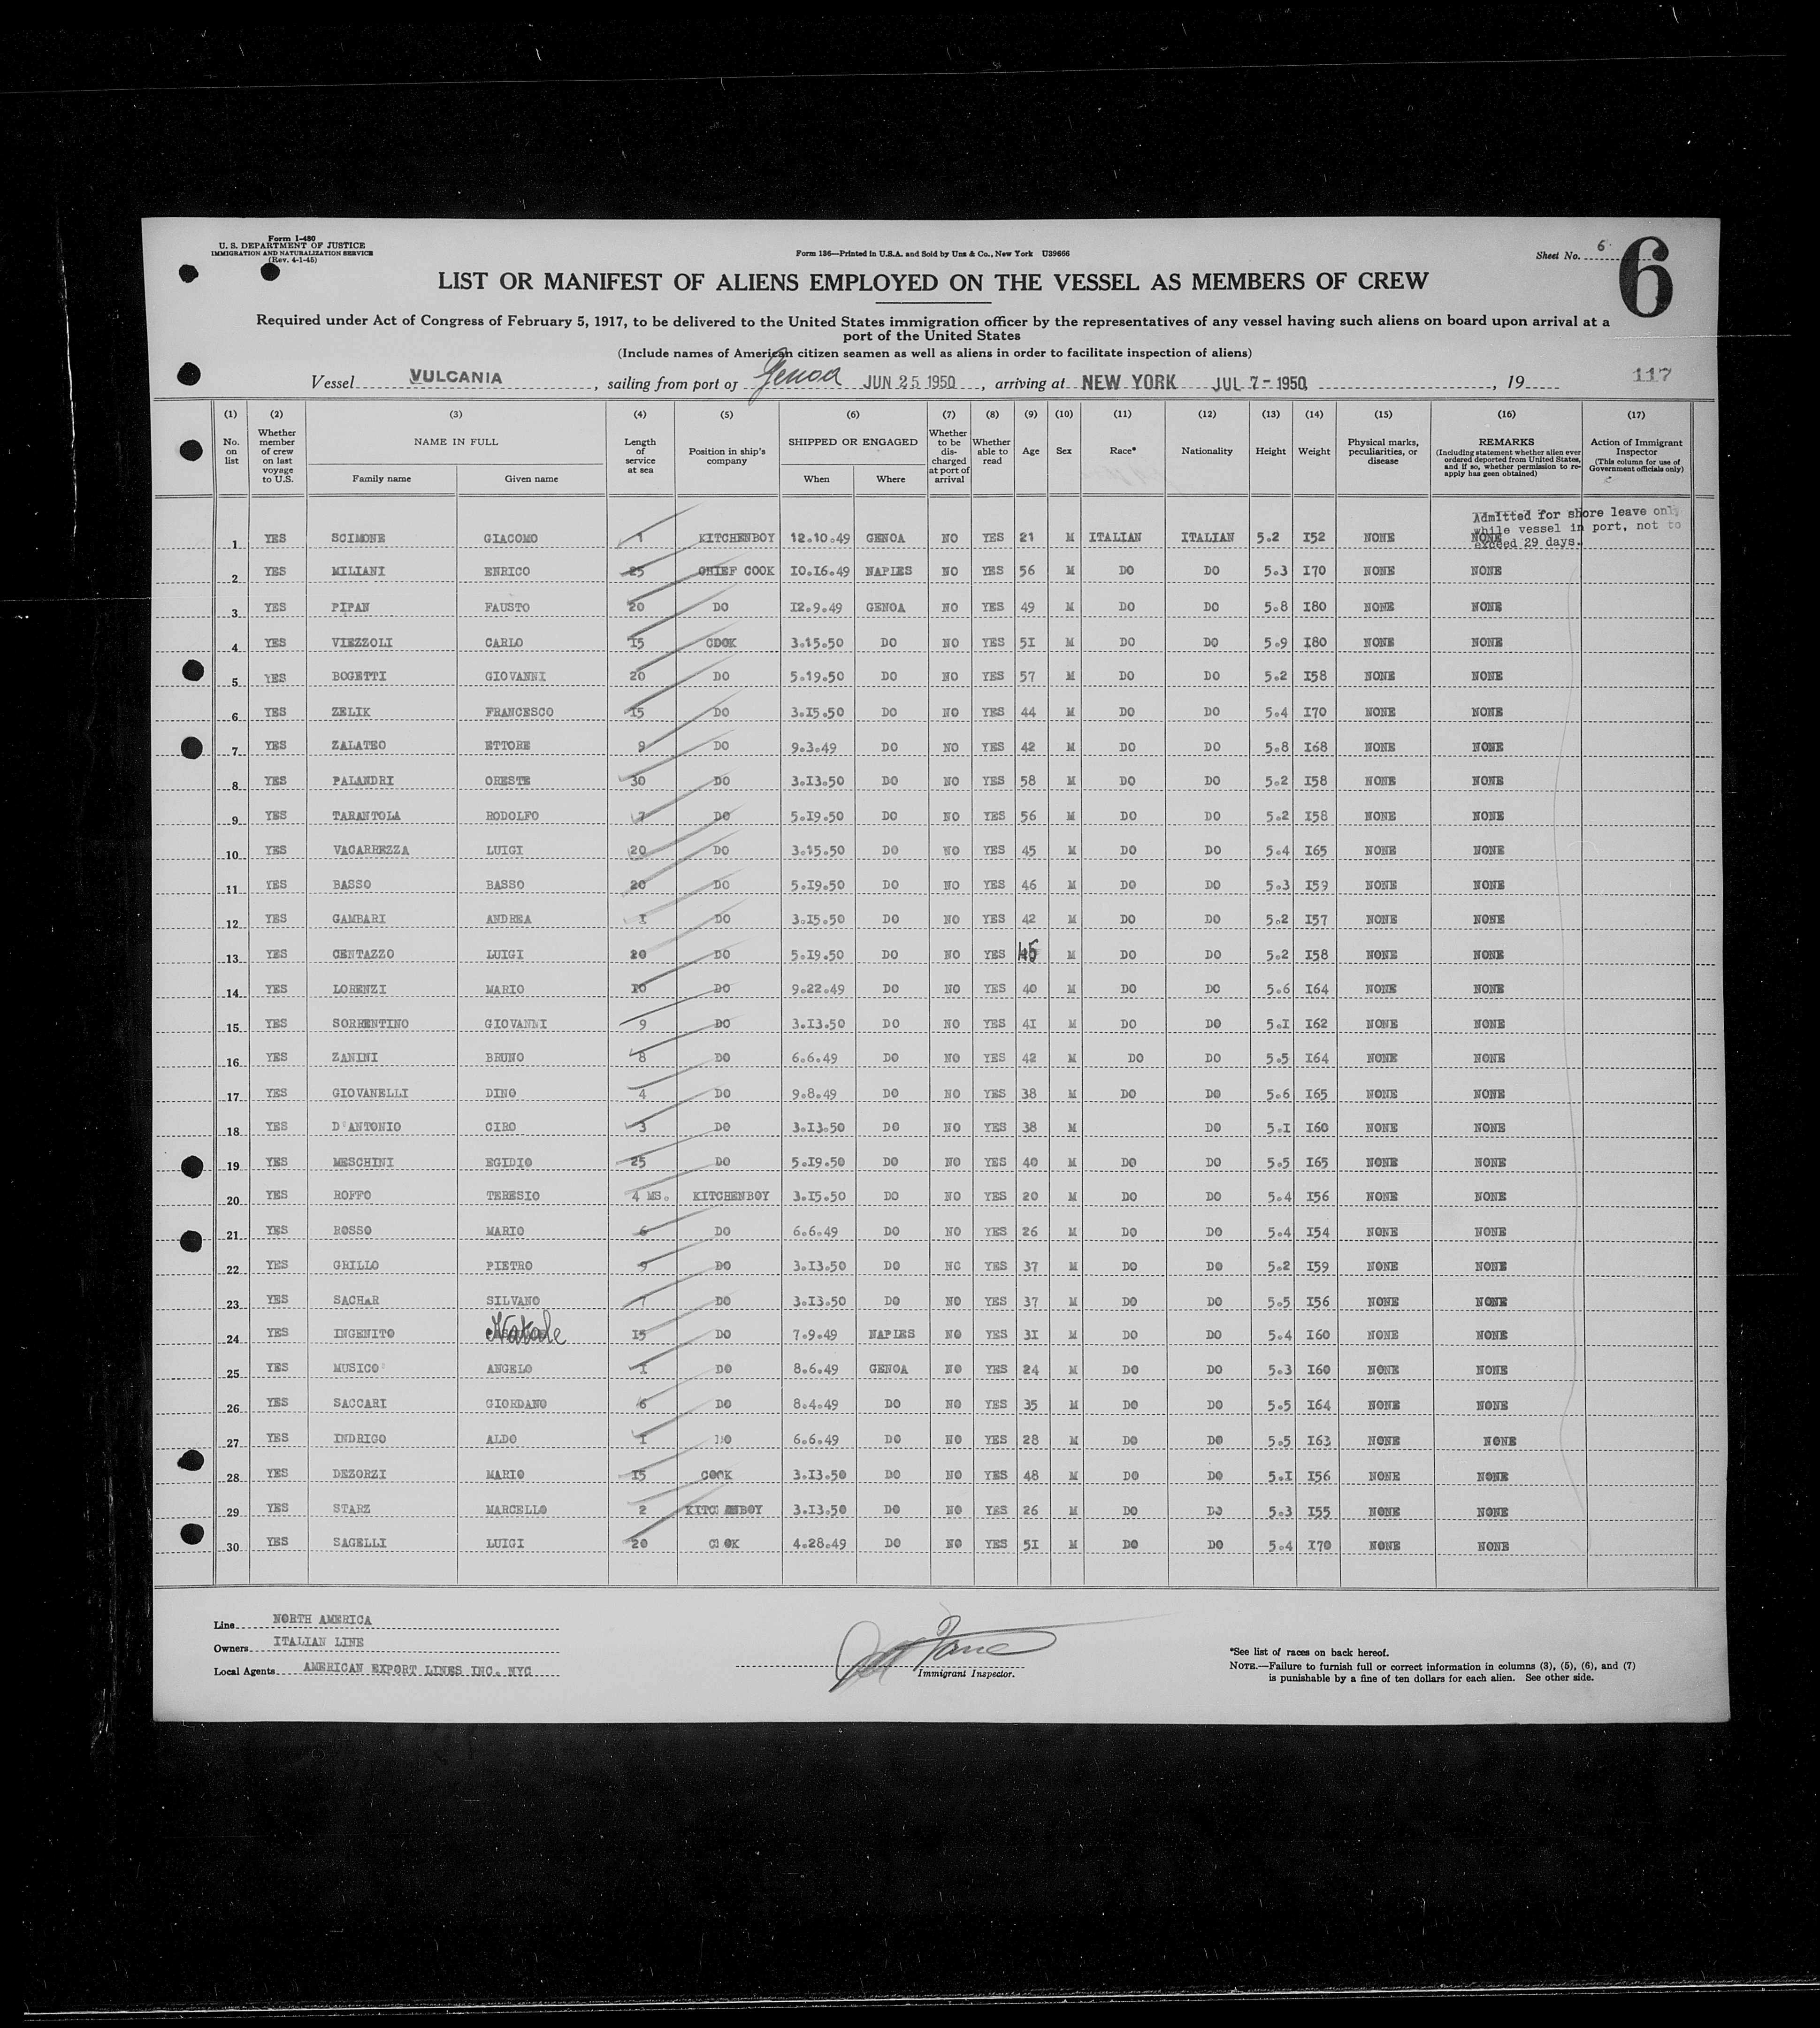 Form I-480
U. S. DEPARTMENT OF JUSTICE
IMMIGRATION AND NATURALIZATION SERVICE
(Rev. 4-1-45)
Form 136—Printed in U.S.A. and Sold by Unz & Co., New York U39666
Sheet No. 6
6
LIST OR MANIFEST OF ALIENS EMPLOYED ON THE VESSEL AS MEMBERS OF CREW
Required under Act of Congress of February 5, 1917, to be delivered to the United States immigration officer by the representatives of any vessel having such aliens on board upon arrival at a
port of the United States
(Include names of American citizen seamen as well as aliens in order to facilitate inspection of aliens)
Vessel VULCANIA, sailing from port of Genoa JUN 25 1950, arriving at NEW YORK JUL 7 - 1950, 19
117
(1) (2) (3) (4) (5) (6) (7) (8) (9) (10) (11) (12) (13) (14) (15) (16) (17)
No. on list
Whether member of crew on last voyage to U.S.
NAME IN FULL
Family name
Given name
Length of service at sea
Position in ship's company
SHIPPED OR ENGAGED
When
Where
Whether to be discharged at port of arrival
Whether able to read
Age
Sex
Race*
Nationality
Height
Weight
Physical marks, peculiarities, or disease
REMARKS
(Including statement whether alien ever ordered deported from United States, and if so, whether permission to re-apply has geen obtained)
Action of Immigrant Inspector
(This column for use of Government officials only)
Admitted for shore leave only
while vessel in port, not to
exceed 29 days.
1 YES SCIMONE GIACOMO 1 KITCHENBOY 12.10.49 GENOA NO YES 21 M ITALIAN ITALIAN 5.2 152 NONE NONE
2 YES MILIANI ENRICO 25 CHIEF COOK 10.16.49 NAPLES NO YES 56 M DO DO 5.3 170 NONE NONE
3 YES PIPAN FAUSTO 20 DO 12.9.49 GENOA NO YES 49 M DO DO 5.8 180 NONE NONE
4 YES VIEZZOLI CARLO 15 COOK 3.15.50 DO NO YES 51 M DO DO 5.9 180 NONE NONE
5 YES BOGETTI GIOVANNI 20 DO 5.19.50 DO NO YES 57 M DO DO 5.2 158 NONE NONE
6 YES ZELIK FRANCESCO 15 DO 3.15.50 DO NO YES 44 M DO DO 5.4 170 NONE NONE
7 YES ZALATEO ETTORE 9 DO 9.3.49 DO NO YES 42 M DO DO 5.8 168 NONE NONE
8 YES PALANDRI ORESTE 30 DO 3.13.50 DO NO YES 58 M DO DO 5.2 158 NONE NONE
9 YES TARANTOLA RODOLFO 7 DO 5.19.50 DO NO YES 56 M DO DO 5.2 158 NONE NONE
10 YES VACARREZZA LUIGI 20 DO 3.15.50 DO NO YES 45 M DO DO 5.4 165 NONE NONE
11 YES BASSO BASSO 20 DO 5.19.50 DO NO YES 46 M DO DO 5.3 159 NONE NONE
12 YES GAMBARI ANDREA 1 DO 3.15.50 DO NO YES 42 M DO DO 5.2 157 NONE NONE
13 YES CENTAZZO LUIGI 20 DO 5.19.50 DO NO YES 45 M DO DO 5.2 158 NONE NONE
14 YES LORENZI MARIO 10 DO 9.22.49 DO NO YES 40 M DO DO 5.6 164 NONE NONE
15 YES SORRENTINO GIOVANNI 9 DO 3.13.50 DO NO YES 41 M DO DO 5.1 162 NONE NONE
16 YES ZANINI BRUNO 8 DO 6.6.49 DO NO YES 42 M DO DO 5.5 164 NONE NONE
17 YES GIOVANELLI DINO 4 DO 9.8.49 DO NO YES 38 M DO DO 5.6 165 NONE NONE
18 YES D'ANTONIO CIRO 3 DO 3.13.50 DO NO YES 38 M DO 5.1 160 NONE NONE
19 YES MESCHINI EGIDIO 25 DO 5.19.50 DO NO YES 40 M DO DO 5.5 165 NONE NONE
20 YES ROFFO TERESIO 4 MS. KITCHENBOY 3.15.50 DO NO YES 20 M DO DO 5.4 156 NONE NONE
21 YES ROSSO MARIO 6 DO 6.6.49 DO NO YES 26 M DO DO 5.4 154 NONE NONE
22 YES GRILLO PIETRO 9 DO 3.13.50 DO NC YES 37 M DO DO 5.2 159 NONE NONE
23 YES SACHAR SILVANO DO 3.13.50 DO NO YES 37 M DO DO 5.5 156 NONE NONE
24 YES INGENITO Natale 15 DO 7.9.49 NAPLES NO YES 31 M DO DO 5.4 160 NONE NONE
25 YES MUSICO ANGELO 1 DO 8.6.49 GENOA NO YES 24 M DO DO 5.3 160 NONE NONE
26 YES SACCARI GIORDANO 6 DO 8.4.49 DO NO YES 35 M DO DO 5.5 164 NONE NONE
27 YES INDRIGO ALDO 1 DO 6.6.49 DO NO YES 28 M DO DO 5.5 163 NONE NONE
28 YES DEZORZI MARIO 15 COOK 3.13.50 DO NO YES 48 M DO DO 5.1 156 NONE NONE
29 YES STARZ MARCELLO 2 KITCHENBOY 3.13.50 DO NO YES 26 M DO DO 5.3 155 NONE NONE
30 YES SAGELLI LUIGI 20 COOK 4.28.49 DO NO YES 51 M DO DO 5.4 170 NONE NONE
Line NORTH AMERICA
Owners ITALIAN LINE
Local Agents AMERICAN EXPORT LINES INC. NYC
Immigrant Inspector.
*See list of races on back hereof.
NOTE.—Failure to furnish full or correct information in columns (3), (5), (6), and (7)
is punishable by a fine of ten dollars for each alien. See other side.